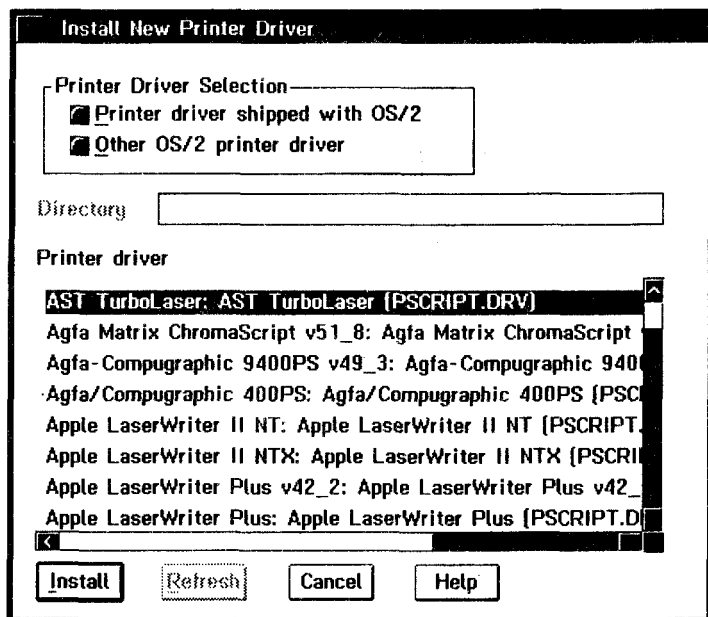 Install New Printer Driver
Printer Driver Selection
Printer driver shipped with OS/2
Other OS/2 printer driver
Directory
Printer driver
AST TurboLaser: AST TurboLaser (PSCRIPT.DRV)
Agfa Matrix ChromaScript v51_8: Agfa Matrix ChromaScript
Agfa-Compugraphic 9400PS v49_3: Agfa-Compugraphic 940
Agfa/Compugraphic 400PS: Agfa/Compugraphic 400PS (PSC
Apple LaserWriter II NT: Apple LaserWriter II NT (PSCRIPT.
Apple LaserWriter II NTX: Apple LaserWriter II NTX (PSCRI
Apple LaserWriter Plus v42_2: Apple LaserWriter Plus v42_
Apple LaserWriter Plus: Apple LaserWriter Plus (PSCRIPT.D
Install Refresh Cancel Help